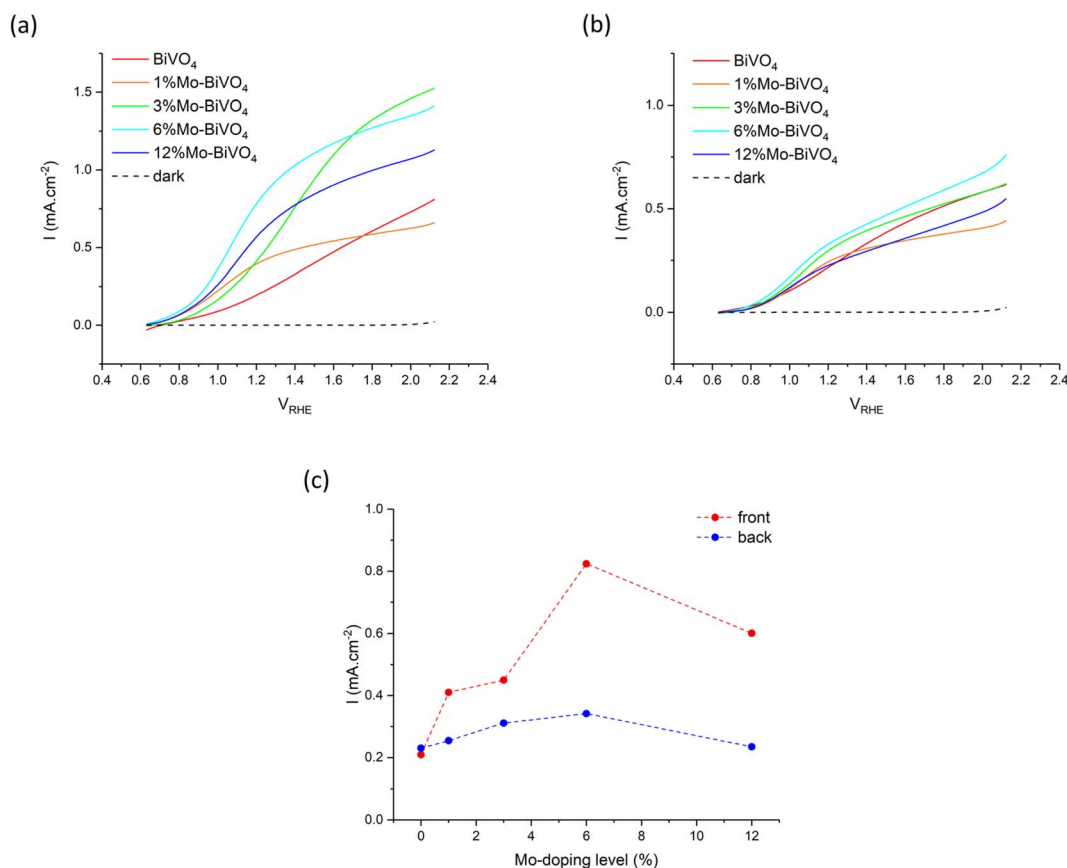 (a)
BiVO₄
1%Mo-BiVO₄
3%Mo-BiVO₄
6%Mo-BiVO₄
12%Mo-BiVO₄
dark
I (mA.cm⁻²)
1.5
1.0
0.5
0.0
0.4 0.6 0.8 1.0 1.2 1.4 1.6 1.8 2.0 2.2 2.4
V_RHE
(b)
BiVO₄
1%Mo-BiVO₄
3%Mo-BiVO₄
6%Mo-BiVO₄
12%Mo-BiVO₄
dark
I (mA.cm⁻²)
1.0
0.5
0.0
0.4 0.6 0.8 1.0 1.2 1.4 1.6 1.8 2.0 2.2 2.4
V_RHE
(c)
front
back
I (mA.cm⁻²)
1.0
0.8
0.6
0.4
0.2
0.0
0 2 4 6 8 10 12
Mo-doping level (%)